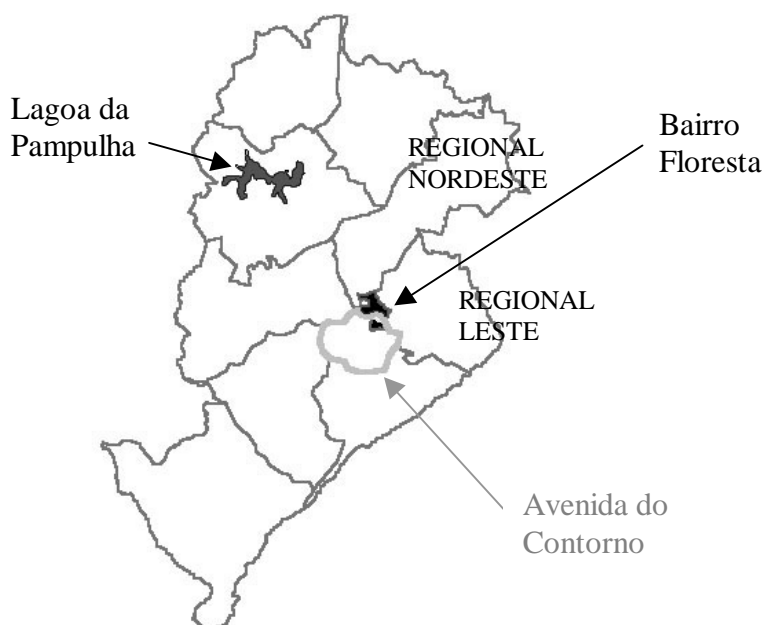 Lagoa da
Pampulha
REGIONAL
NORDESTE
Bairro
Floresta
REGIONAL
LESTE
Avenida do
Contorno